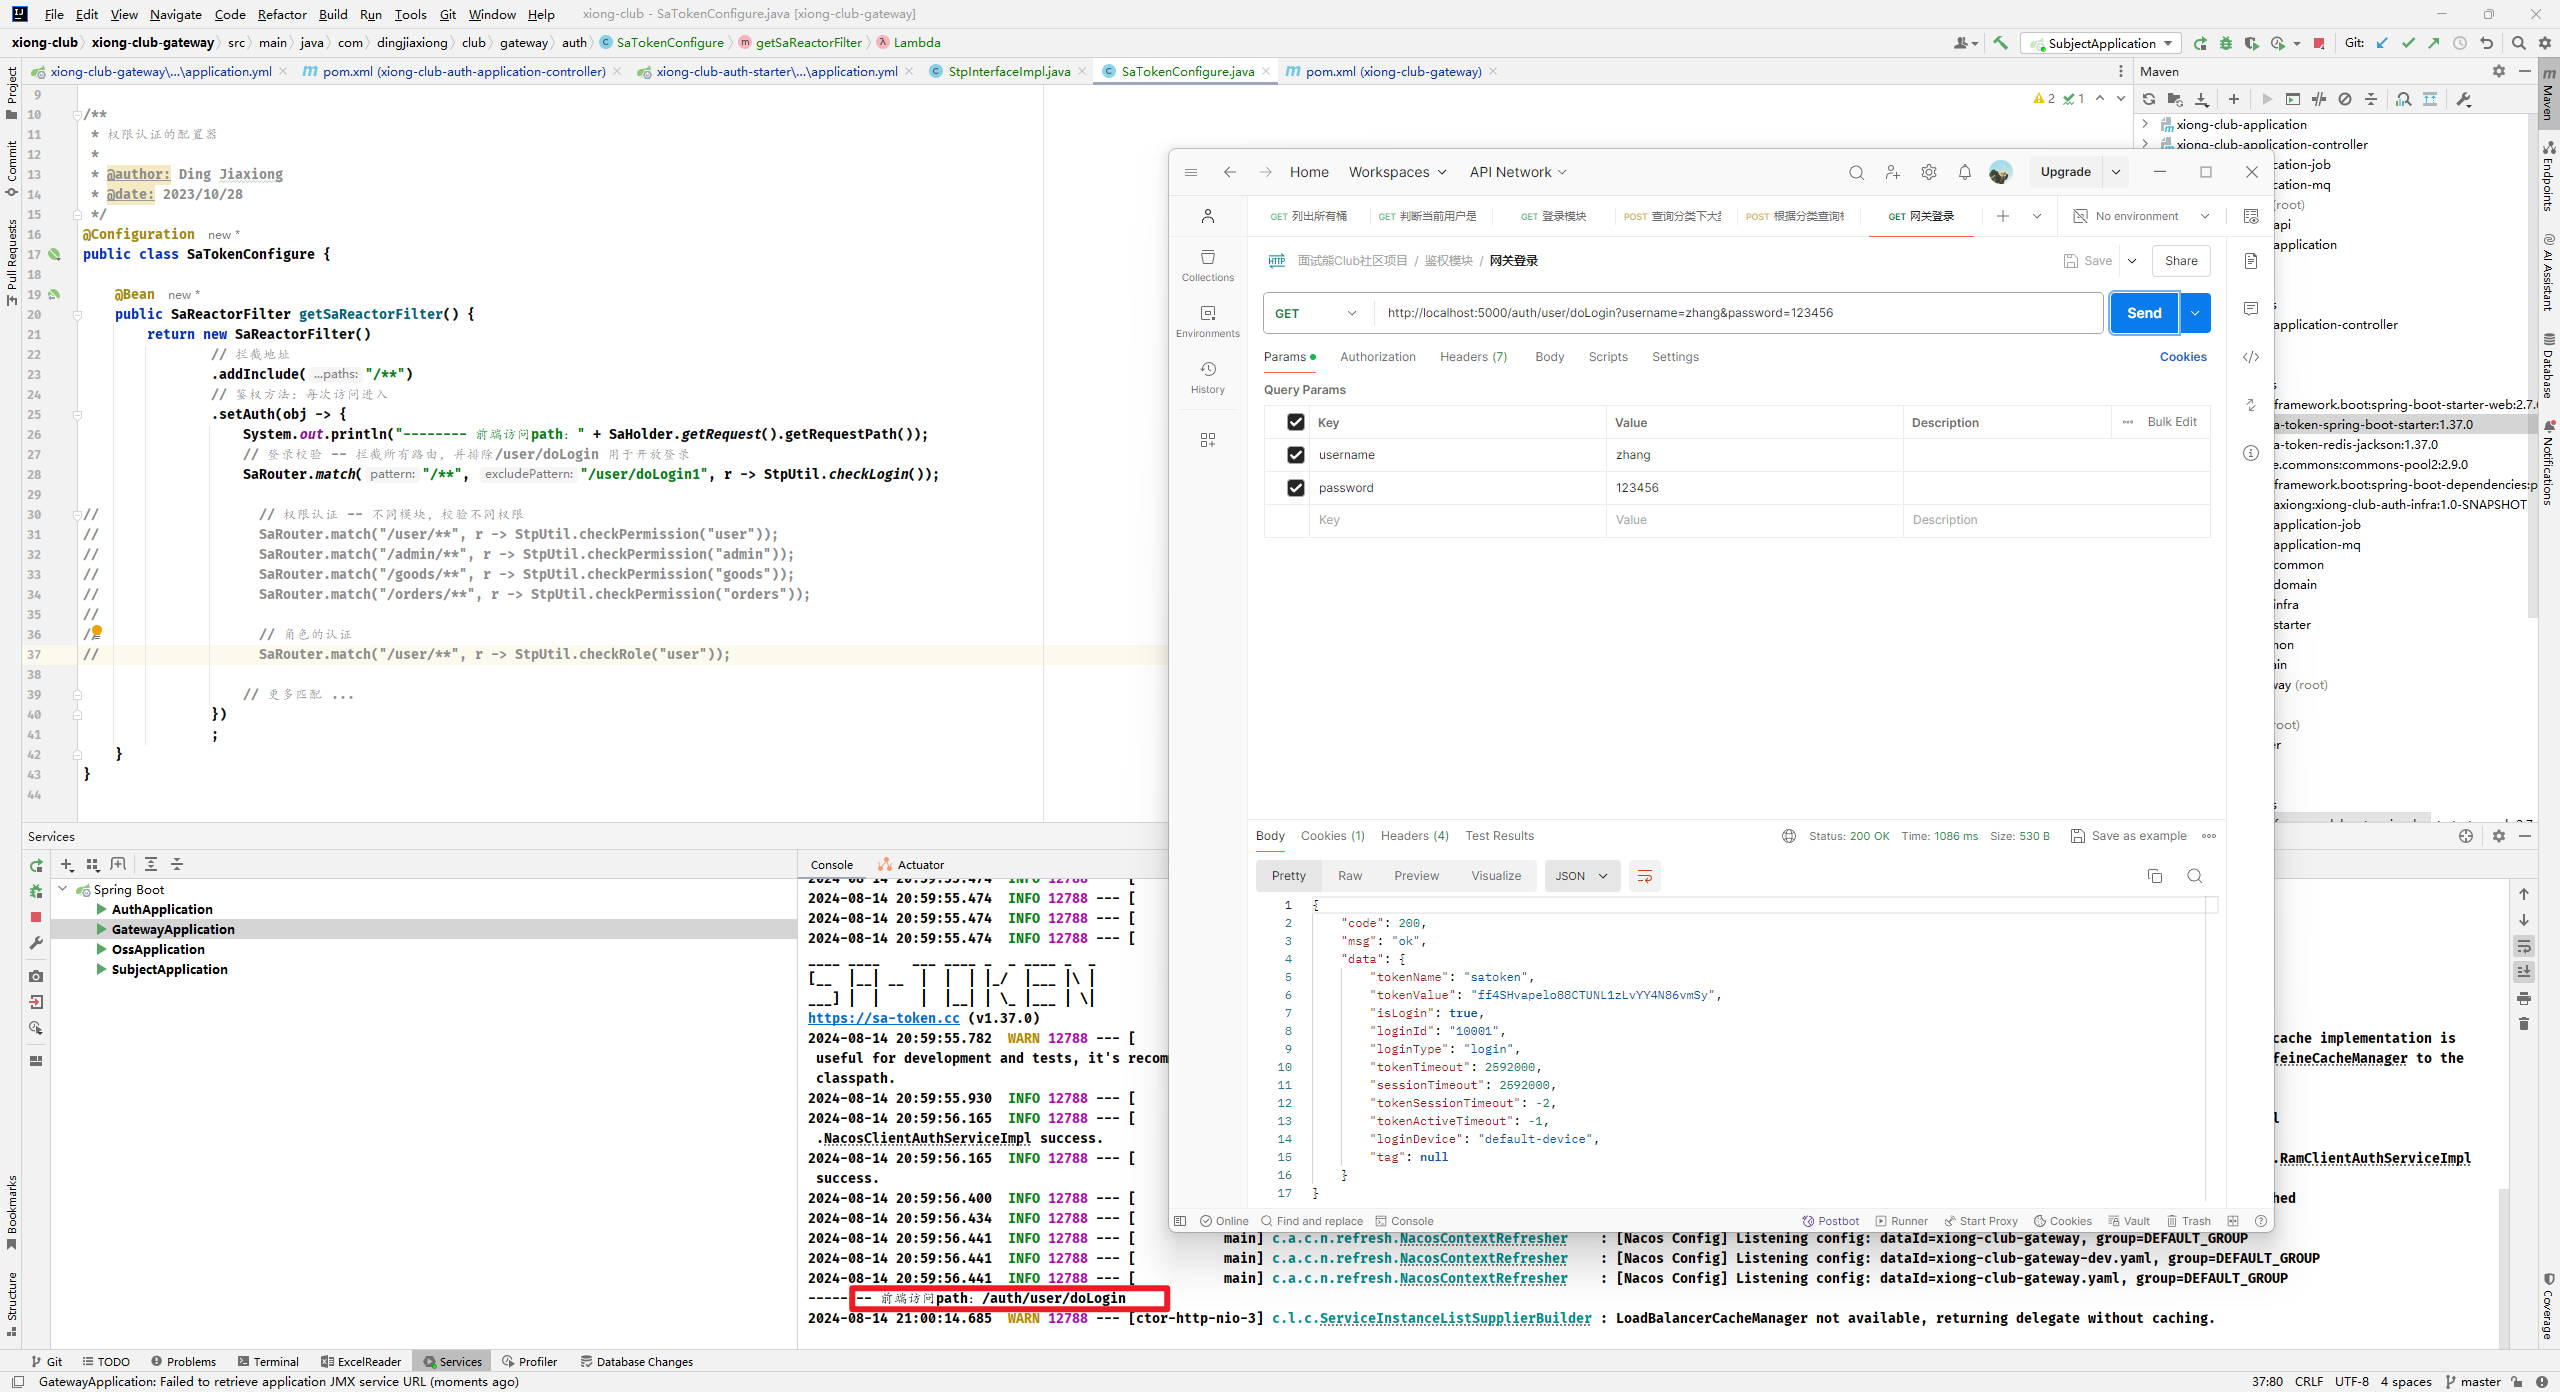 File Edit View Navigate Code Refactor Build Run Tools Git Window Help xiong-club - SaTokenConfigure.java [xiong-club-gateway]
xiong-club xiong-club-gateway src main java com dingjiaxiong club gateway auth SaTokenConfigure getSaReactorFilter Lambda
SubjectApplication
Git:
xiong-club-gateway\...\application.yml
pom.xml (xiong-club-auth-application-controller)
xiong-club-auth-starter\...\application.yml
StpInterfaceImpl.java
SaTokenConfigure.java
pom.xml (xiong-club-gateway)
Project
Commit
Pull Requests
Bookmarks
Structure
9
10 /**
11 * 权限认证的配置器
12 *
13 * @author: Ding Jiaxiong
14 * @date: 2023/10/28
15 */
16 @Configuration new *
17 public class SaTokenConfigure {
18
19 @Bean new *
20 public SaReactorFilter getSaReactorFilter() {
21 return new SaReactorFilter()
22 // 拦截地址
23 .addInclude( ...paths: "/**")
24 // 鉴权方法：每次访问进入
25 .setAuth(obj -> {
26 System.out.println("-------- 前端访问path：" + SaHolder.getRequest().getRequestPath());
27 // 登录校验 -- 拦截所有路由，并排除/user/doLogin 用于开放登录
28 SaRouter.match( pattern: "/**", excludePattern: "/user/doLogin1", r -> StpUtil.checkLogin());
29
30 // // 权限认证 -- 不同模块, 校验不同权限
31 // SaRouter.match("/user/**", r -> StpUtil.checkPermission("user"));
32 // SaRouter.match("/admin/**", r -> StpUtil.checkPermission("admin"));
33 // SaRouter.match("/goods/**", r -> StpUtil.checkPermission("goods"));
34 // SaRouter.match("/orders/**", r -> StpUtil.checkPermission("orders"));
35 //
36 // // 角色的认证
37 // SaRouter.match("/user/**", r -> StpUtil.checkRole("user"));
38
39 // 更多匹配 ...
40 })
41 ;
42 }
43 }
44
2 1
Maven
xiong-club-application
xiong-club-application-controller
ation-job
ation-mq
(root)
api
application
application-controller
framework.boot:spring-boot-starter-web:2.7.
a-token-spring-boot-starter:1.37.0
a-token-redis-jackson:1.37.0
e.commons:commons-pool2:2.9.0
framework.boot:spring-boot-dependencies:p
axiong:xiong-club-auth-infra:1.0-SNAPSHOT
application-job
application-mq
common
domain
infra
starter
non
ain
way (root)
root)
Maven
Endpoints
AI Assistant
Database
Notifications
Coverage
Home Workspaces API Network Upgrade
GET 列出所有桶
GET 判断当前用户是
GET 登录模块
POST 查询分类下大类
POST 根据分类查询标
GET 网关登录
No environment
Collections
Environments
History
HTTP 面试熊Club社区项目 / 鉴权模块 / 网关登录 Save Share
GET http://localhost:5000/auth/user/doLogin?username=zhang&password=123456 Send
Params Authorization Headers (7) Body Scripts Settings Cookies
Query Params
Key Value Description Bulk Edit
username zhang
password 123456
Key Value Description
Body Cookies (1) Headers (4) Test Results Status: 200 OK Time: 1086 ms Size: 530 B Save as example
Pretty Raw Preview Visualize JSON
1 {
2 "code": 200,
3 "msg": "ok",
4 "data": {
5 "tokenName": "satoken",
6 "tokenValue": "ff4SHvapelo88CTUNL1zLvYY4N86vmSy",
7 "isLogin": true,
8 "loginId": "10001",
9 "loginType": "login",
10 "tokenTimeout": 2592000,
11 "sessionTimeout": 2592000,
12 "tokenSessionTimeout": -2,
13 "tokenActiveTimeout": -1,
14 "loginDevice": "default-device",
15 "tag": null
16 }
17 }
Online Find and replace Console Postbot Runner Start Proxy Cookies Vault Trash
Services
Spring Boot
AuthApplication
GatewayApplication
OssApplication
SubjectApplication
Console Actuator
2024-08-14 20:59:55.474 INFO 12788 --- [
2024-08-14 20:59:55.474 INFO 12788 --- [
2024-08-14 20:59:55.474 INFO 12788 --- [
2024-08-14 20:59:55.474 INFO 12788 --- [
https://sa-token.cc (v1.37.0)
2024-08-14 20:59:55.782 WARN 12788 --- [ cache implementation is
useful for development and tests, it's recom feineCacheManager to the
classpath.
2024-08-14 20:59:55.930 INFO 12788 --- [
2024-08-14 20:59:56.165 INFO 12788 --- [
.NacosClientAuthServiceImpl success.
2024-08-14 20:59:56.165 INFO 12788 --- [ .RamClientAuthServiceImpl
success.
2024-08-14 20:59:56.400 INFO 12788 --- [ hed
2024-08-14 20:59:56.434 INFO 12788 --- [
2024-08-14 20:59:56.441 INFO 12788 --- [ main] c.a.c.n.refresh.NacosContextRefresher : [Nacos Config] Listening config: dataId=xiong-club-gateway, group=DEFAULT_GROUP
2024-08-14 20:59:56.441 INFO 12788 --- [ main] c.a.c.n.refresh.NacosContextRefresher : [Nacos Config] Listening config: dataId=xiong-club-gateway-dev.yaml, group=DEFAULT_GROUP
2024-08-14 20:59:56.441 INFO 12788 --- [ main] c.a.c.n.refresh.NacosContextRefresher : [Nacos Config] Listening config: dataId=xiong-club-gateway.yaml, group=DEFAULT_GROUP
-------- 前端访问path：/auth/user/doLogin
2024-08-14 21:00:14.685 WARN 12788 --- [ctor-http-nio-3] c.l.c.ServiceInstanceListSupplierBuilder : LoadBalancerCacheManager not available, returning delegate without caching.
Git TODO Problems Terminal ExcelReader Services Profiler Database Changes
GatewayApplication: Failed to retrieve application JMX service URL (moments ago) 37:80 CRLF UTF-8 4 spaces master